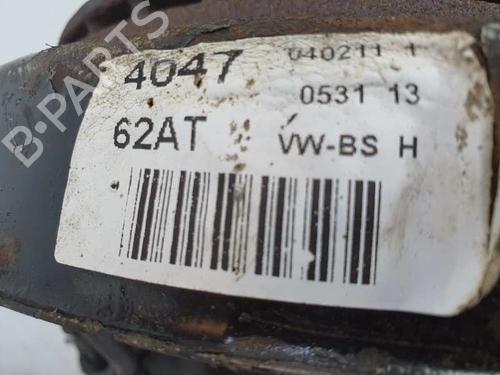 4047 040211 1
0531 13
62AT VW-BS H
B-PARTS